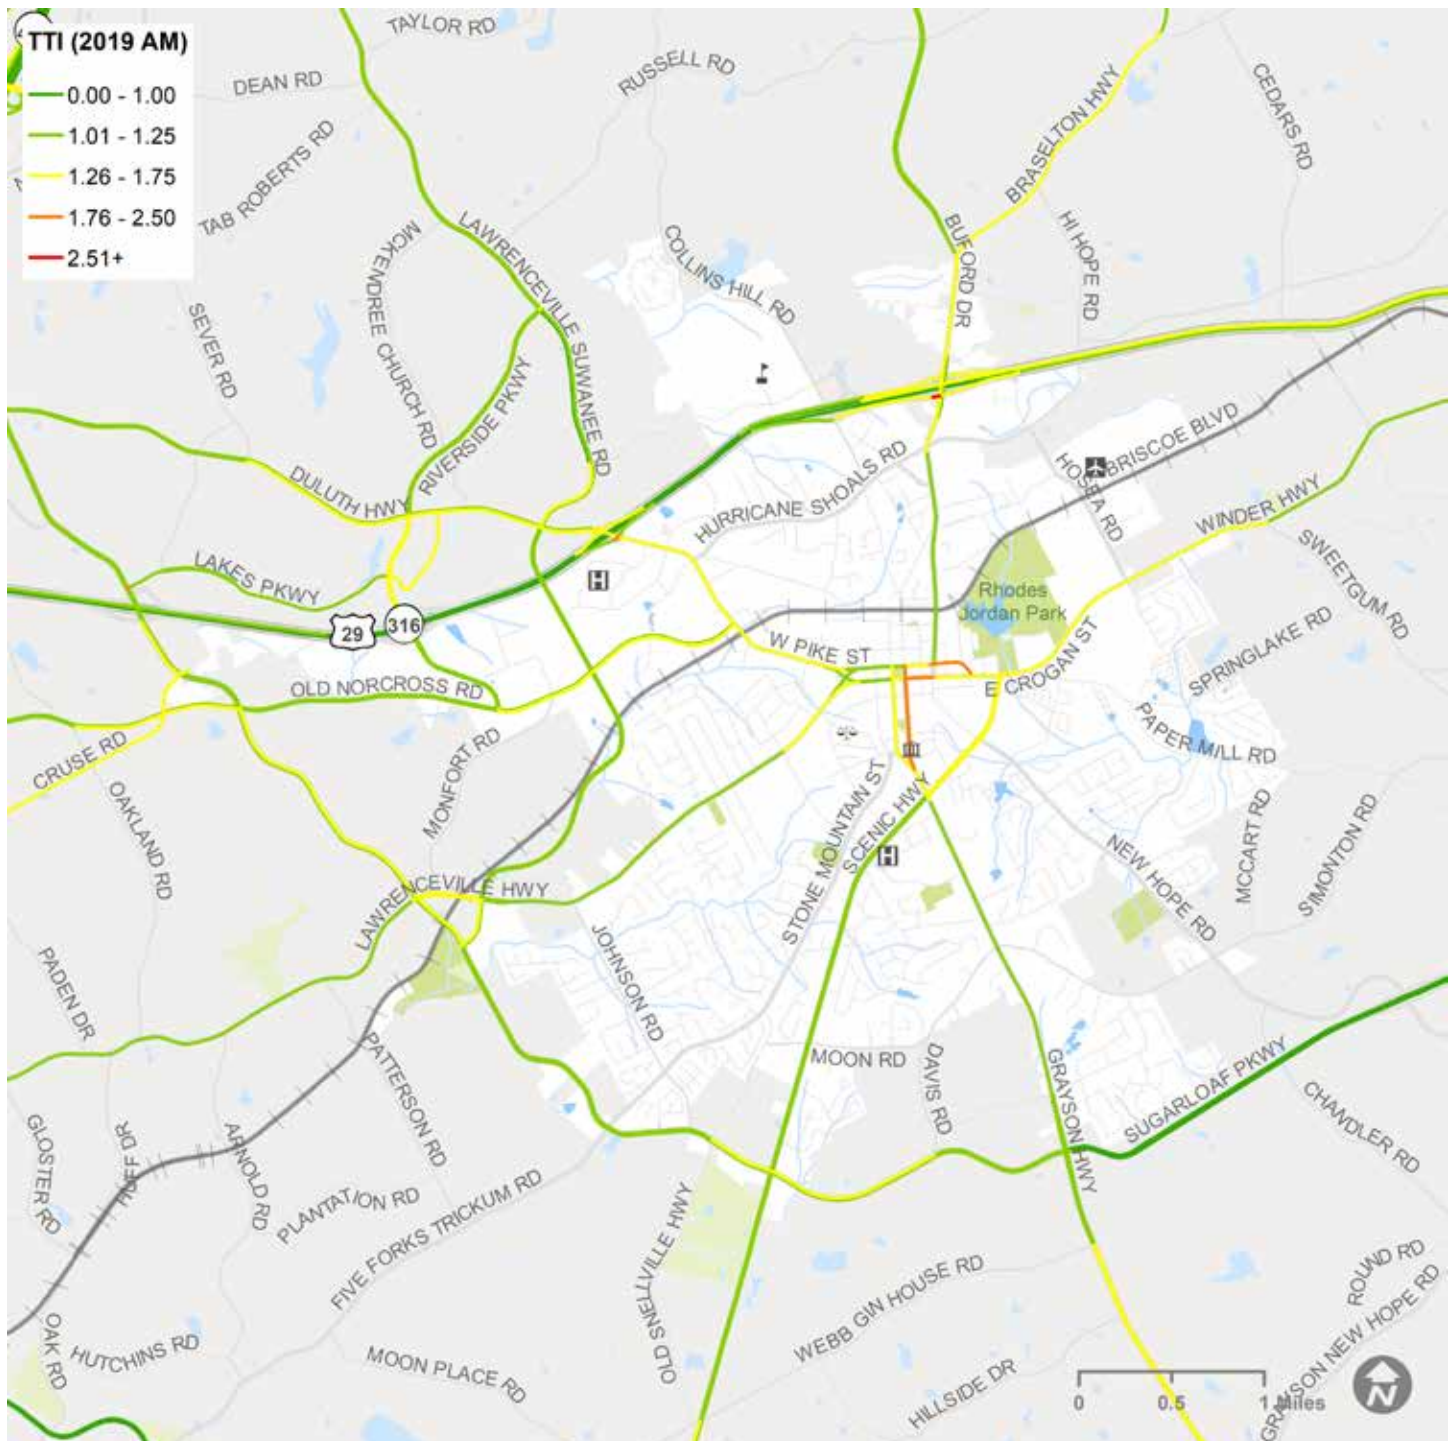 TTI (2019 AM)
0.00 - 1.00
1.01 - 1.25
1.26 - 1.75
1.76 - 2.50
2.51+
TAYLOR RD
DEAN RD
RUSSELL RD
CEDARS RD
BRASELTON HWY
TAB ROBERTS RD
MCKENDREE CHURCH RD
LAWRENCEVILLE SUWANEE RD
COLLINS HILL RD
BUFORD DR
HI HOPE RD
SEVER RD
RIVERSIDE PKWY
DULUTH HWY
HURRICANE SHOALS RD
HOSEA RD
BRISCOE BLVD
WINDER HWY
SWEETGUM RD
LAKES PKWY
29
316
Rhodes
Jordan Park
W PIKE ST
E CROGAN ST
SPRINGLAKE RD
OLD NORCROSS RD
PAPER MILL RD
CRUSE RD
MONFORT RD
OAKLAND RD
STONE MOUNTAIN ST
SCENIC HWY
NEW HOPE RD
MCCART RD
SIMONTON RD
LAWRENCEVILLE HWY
JOHNSON RD
PADEN DR
PATTERSON RD
MOON RD
DAVIS RD
GRAYSON HWY
SUGARLOAF PKWY
CHANDLER RD
GLOSTER RD
HUFF DR
ARNOLD RD
PLANTATION RD
FIVE FORKS TRICKUM RD
OLD SNELLVILLE HWY
WEBB GIN HOUSE RD
ROUND RD
GRAYSON NEW HOPE RD
OAK RD
HUTCHINS RD
MOON PLACE RD
HILLSIDE DR
0 0.5 1 Miles
N
H
H